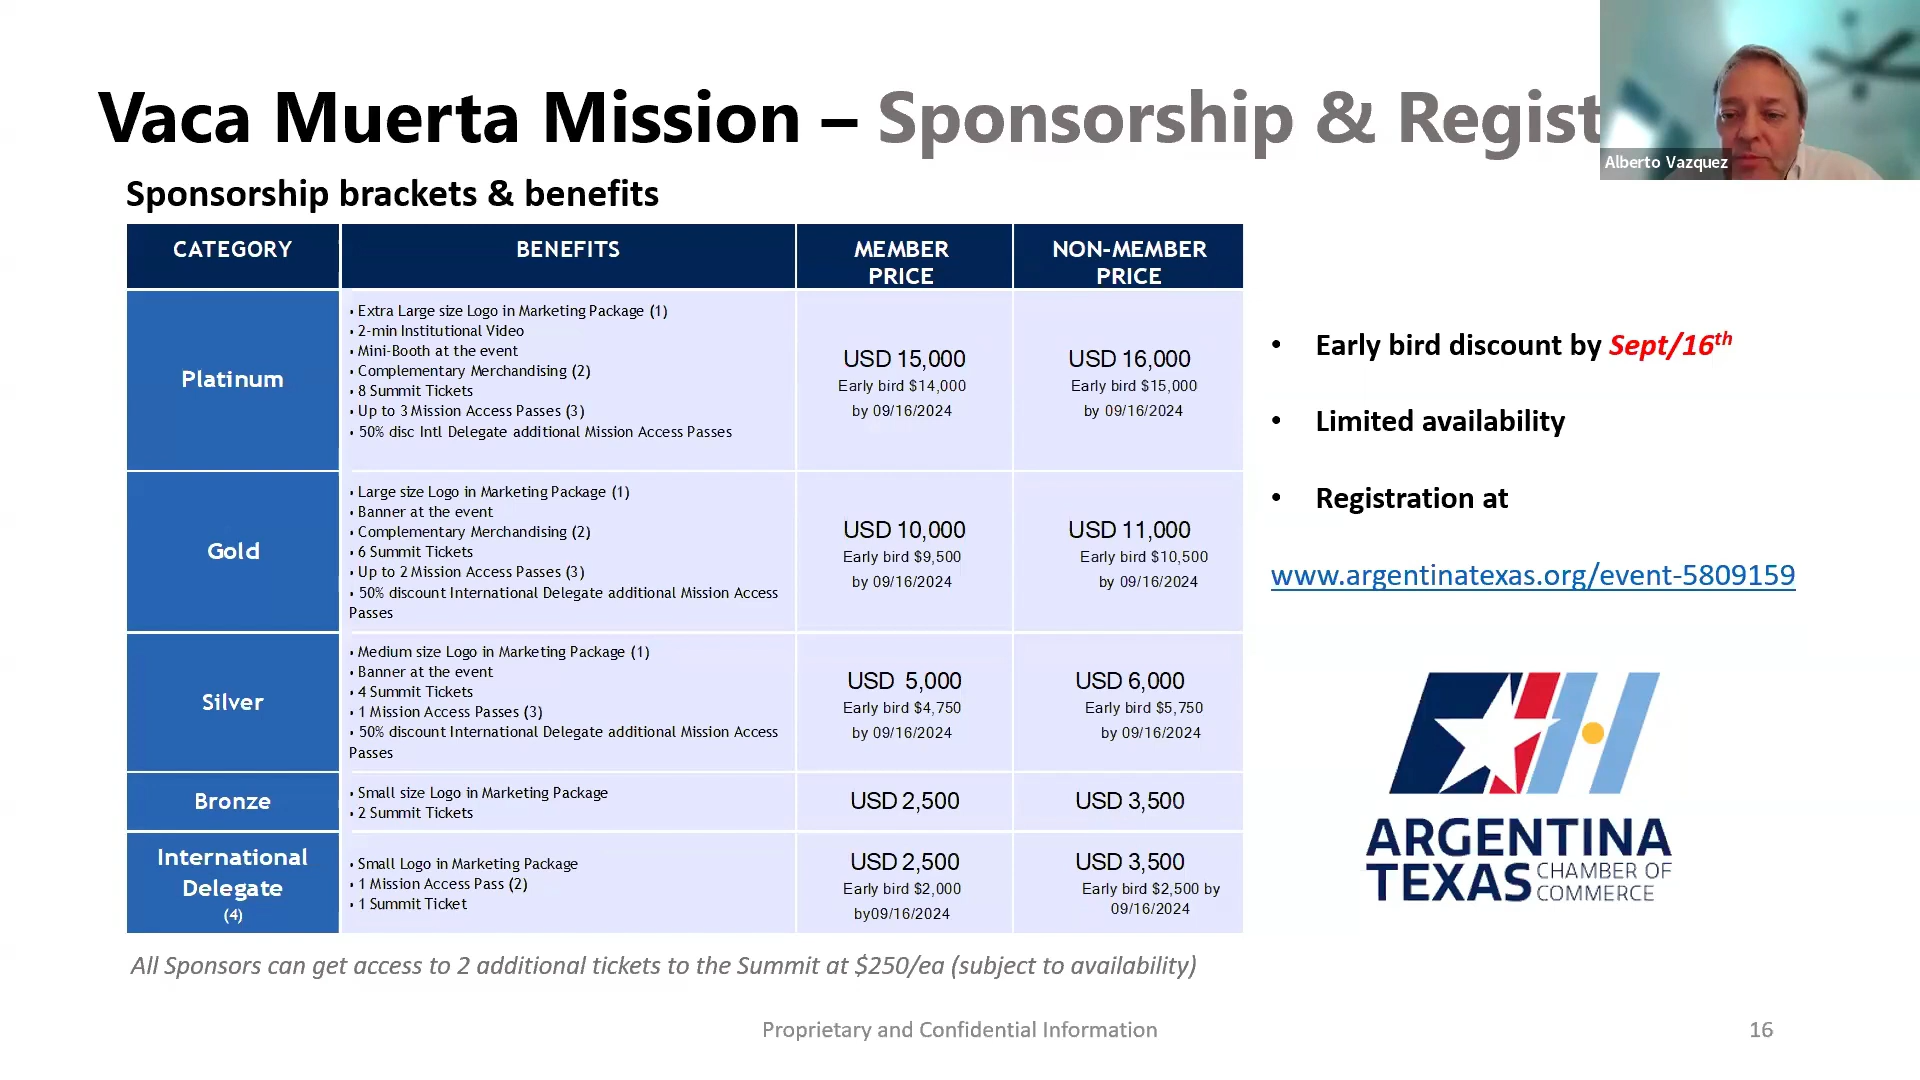 Vaca Muerta Mission – Sponsorship & Regist
Alberto Vazquez
Sponsorship brackets & benefits
CATEGORY
BENEFITS
MEMBER
PRICE
NON-MEMBER
PRICE
Platinum
• Extra Large size Logo in Marketing Package (1)
• 2-min Institutional Video
• Mini-Booth at the event
• Complementary Merchandising (2)
• 8 Summit Tickets
• Up to 3 Mission Access Passes (3)
• 50% disc Intl Delegate additional Mission Access Passes
USD 15,000
Early bird $14,000
by 09/16/2024
USD 16,000
Early bird $15,000
by 09/16/2024
Gold
• Large size Logo in Marketing Package (1)
• Banner at the event
• Complementary Merchandising (2)
• 6 Summit Tickets
• Up to 2 Mission Access Passes (3)
• 50% discount International Delegate additional Mission Access
Passes
USD 10,000
Early bird $9,500
by 09/16/2024
USD 11,000
Early bird $10,500
by 09/16/2024
Silver
• Medium size Logo in Marketing Package (1)
• Banner at the event
• 4 Summit Tickets
• 1 Mission Access Passes (3)
• 50% discount International Delegate additional Mission Access
Passes
USD 5,000
Early bird $4,750
by 09/16/2024
USD 6,000
Early bird $5,750
by 09/16/2024
Bronze
• Small size Logo in Marketing Package
• 2 Summit Tickets
USD 2,500
USD 3,500
International
Delegate
(4)
• Small Logo in Marketing Package
• 1 Mission Access Pass (2)
• 1 Summit Ticket
USD 2,500
Early bird $2,000
by09/16/2024
USD 3,500
Early bird $2,500 by
09/16/2024
All Sponsors can get access to 2 additional tickets to the Summit at $250/ea (subject to availability)
• Early bird discount by Sept/16th
• Limited availability
• Registration at
www.argentinatexas.org/event-5809159
ARGENTINA
TEXAS CHAMBER OF
COMMERCE
Proprietary and Confidential Information
16